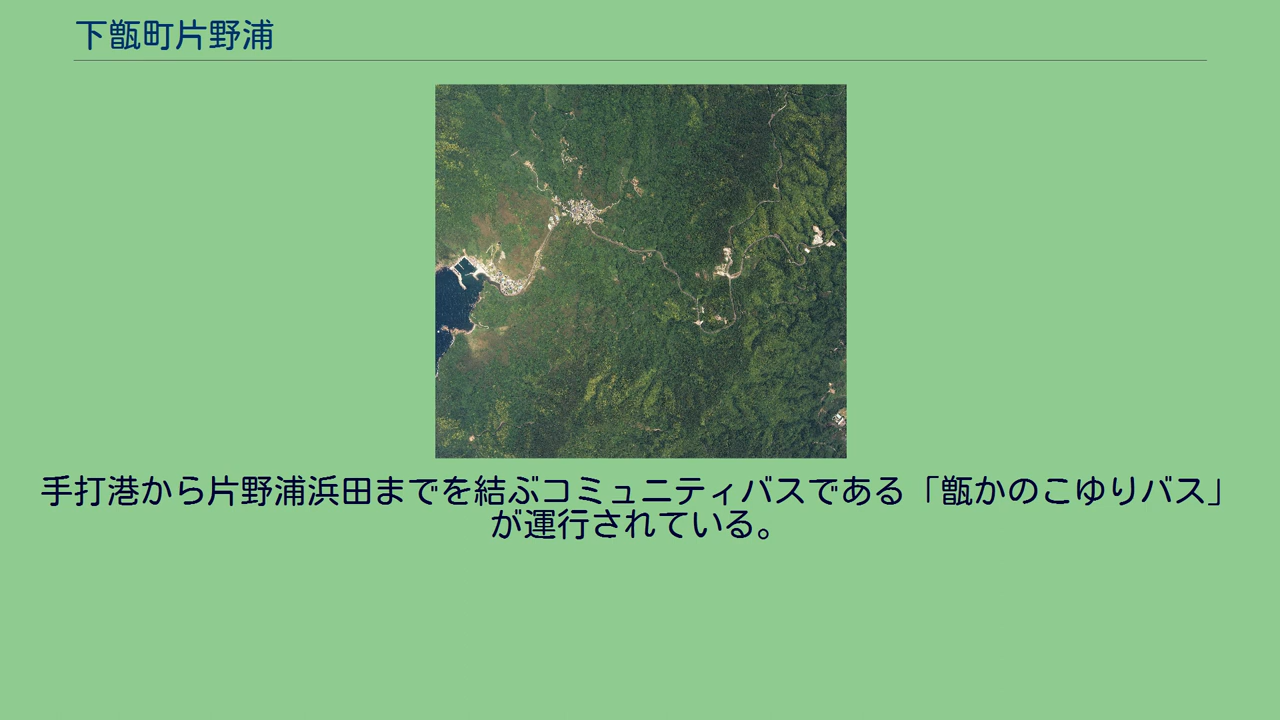 下甑町片野浦
手打港から片野浦浜田までを結ぶコミュニティバスである「甑かのこゆりバス」
が運行されている。